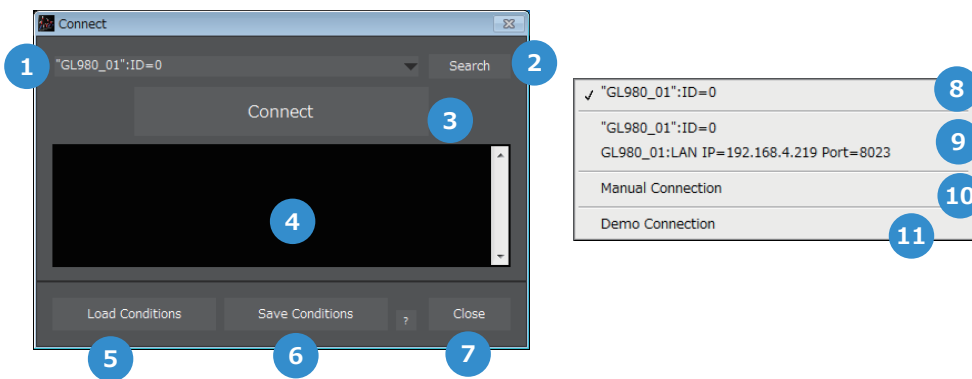 Connect
1
"GL980_01":ID=0
Search
2
Connect
3
4
Load Conditions
Save Conditions
?
Close
5
6
7
✓ "GL980_01":ID=0
8
"GL980_01":ID=0
GL980_01:LAN IP=192.168.4.219 Port=8023
9
Manual Connection
10
Demo Connection
11